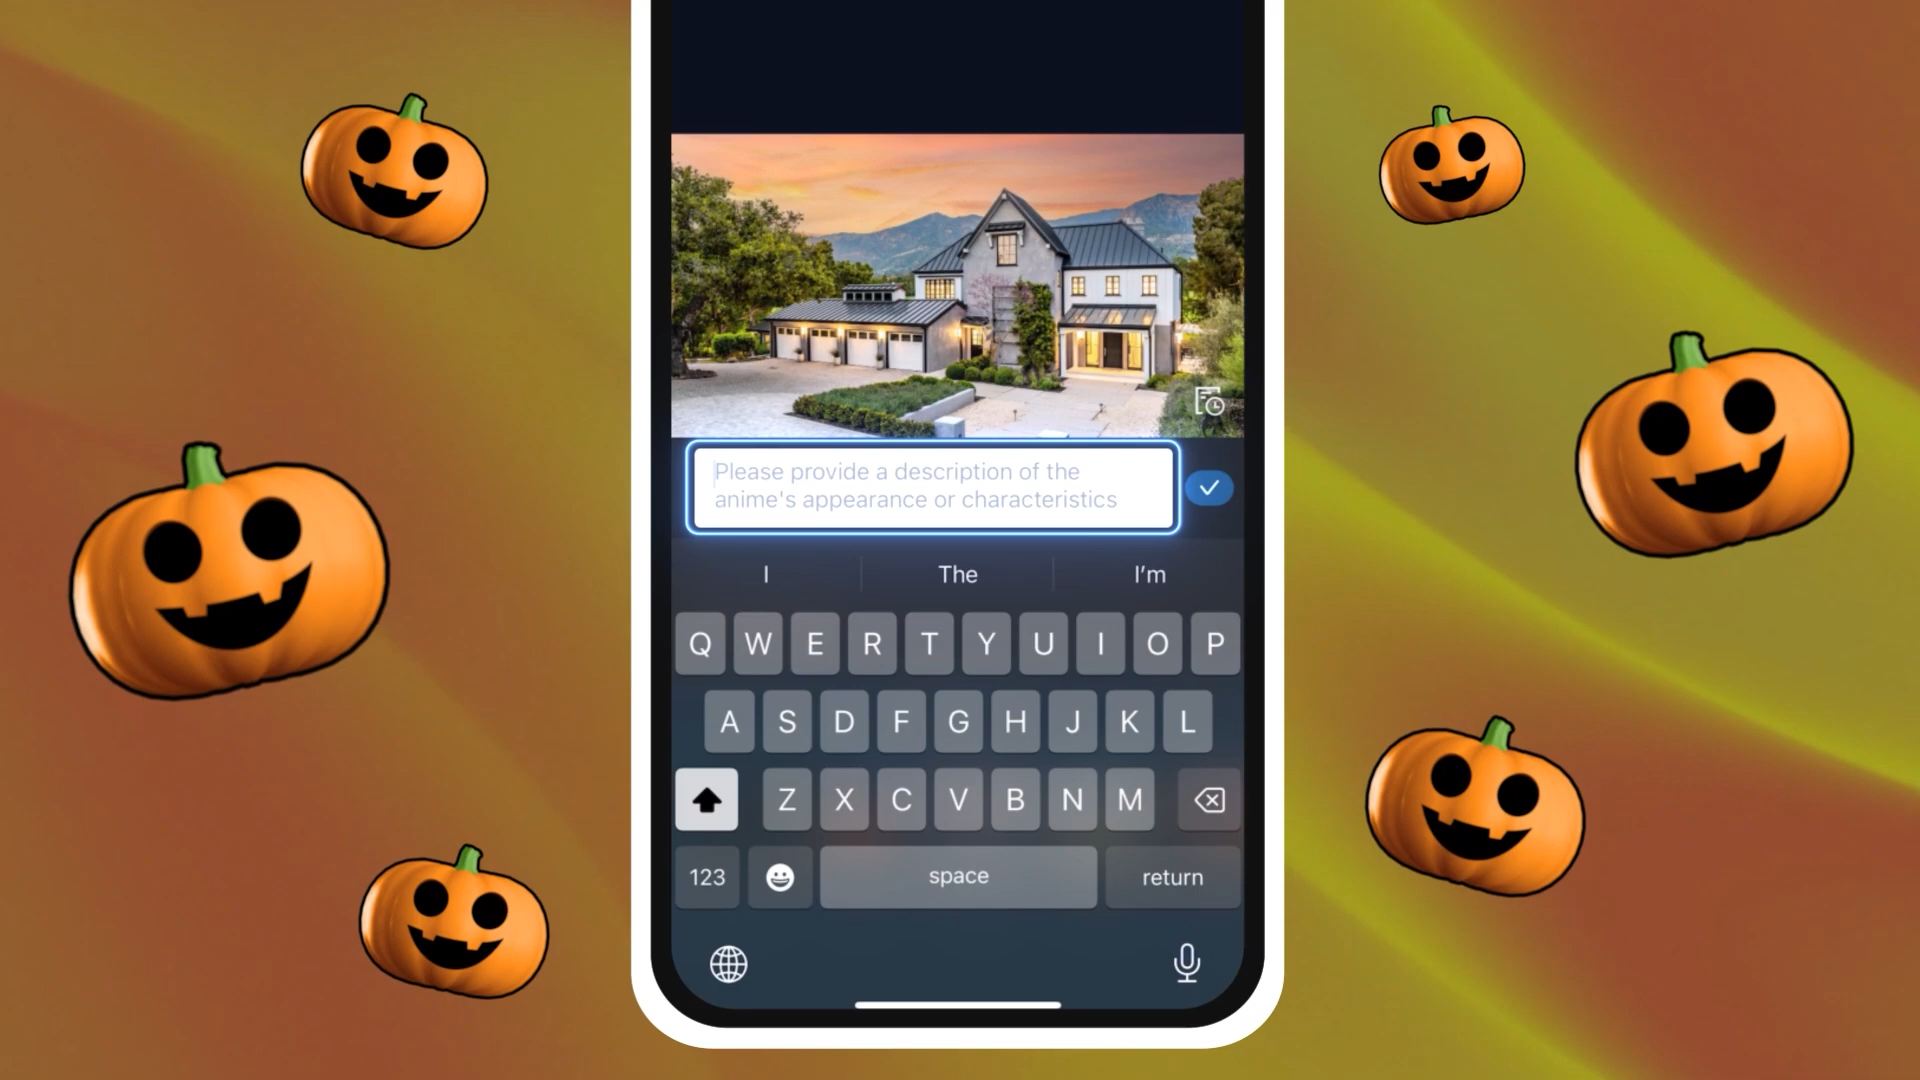 Please provide a description of the
anime's appearance or characteristics
I The I'm
Q W E R T Y U I O P
A S D F G H J K L
Z X C V B N M
123 space return